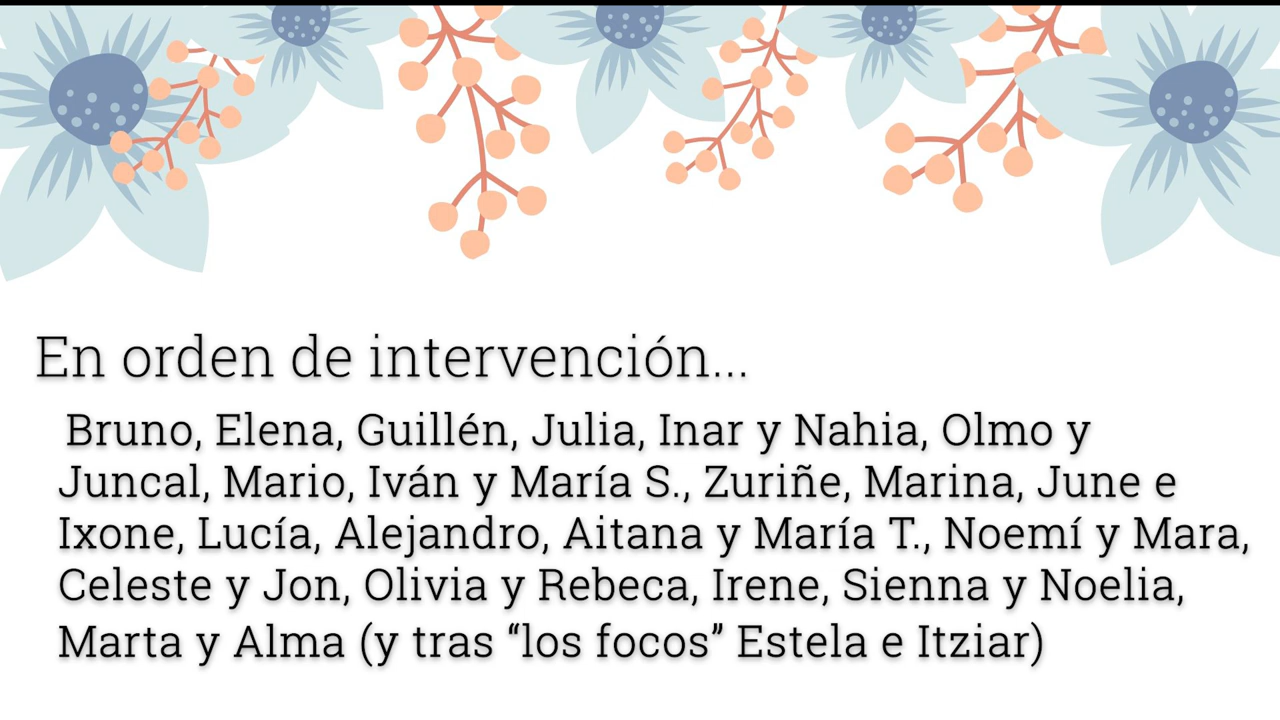 En orden de intervención...
Bruno, Elena, Guillén, Julia, Inar y Nahia, Olmo y
Juncal, Mario, Iván y María S., Zuriñe, Marina, June e
Ixone, Lucía, Alejandro, Aitana y María T., Noemí y Mara,
Celeste y Jon, Olivia y Rebeca, Irene, Sienna y Noelia,
Marta y Alma (y tras “los focos” Estela e Itziar)